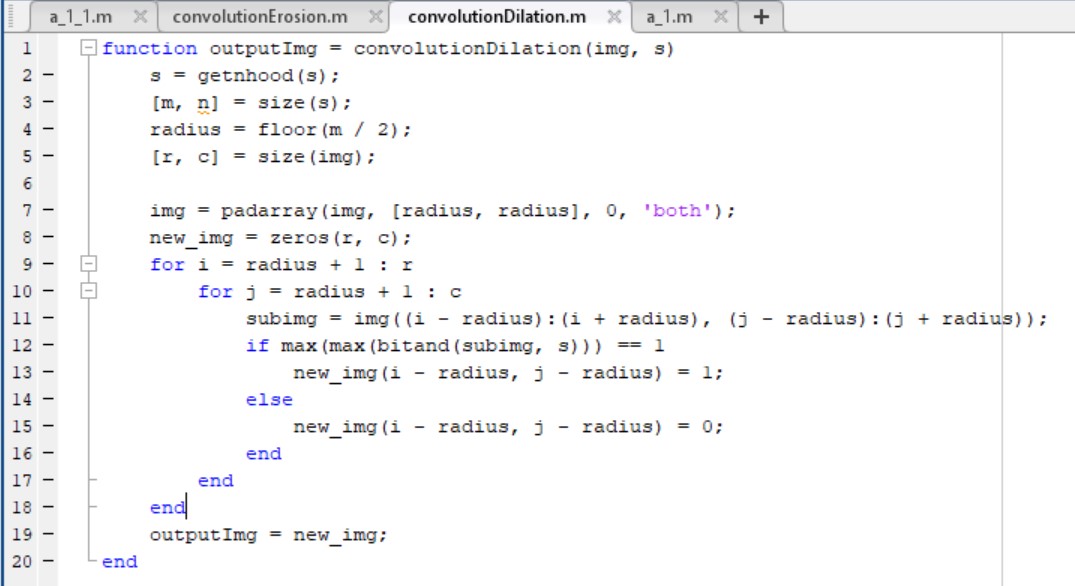 a_1_1.m × convolutionErosion.m × convolutionDilation.m × a_1.m × +
1 function outputImg = convolutionDilation(img, s)
2 - s = getnhood(s);
3 - [m, n] = size(s);
4 - radius = floor(m / 2);
5 - [r, c] = size(img);
6
7 - img = padarray(img, [radius, radius], 0, 'both');
8 - new_img = zeros(r, c);
9 - for i = radius + 1 : r
10 - for j = radius + 1 : c
11 - subimg = img((i - radius):(i + radius), (j - radius):(j + radius));
12 - if max(max(bitand(subimg, s))) == 1
13 - new_img(i - radius, j - radius) = 1;
14 - else
15 - new_img(i - radius, j - radius) = 0;
16 - end
17 - end
18 - end
19 - outputImg = new_img;
20 - end